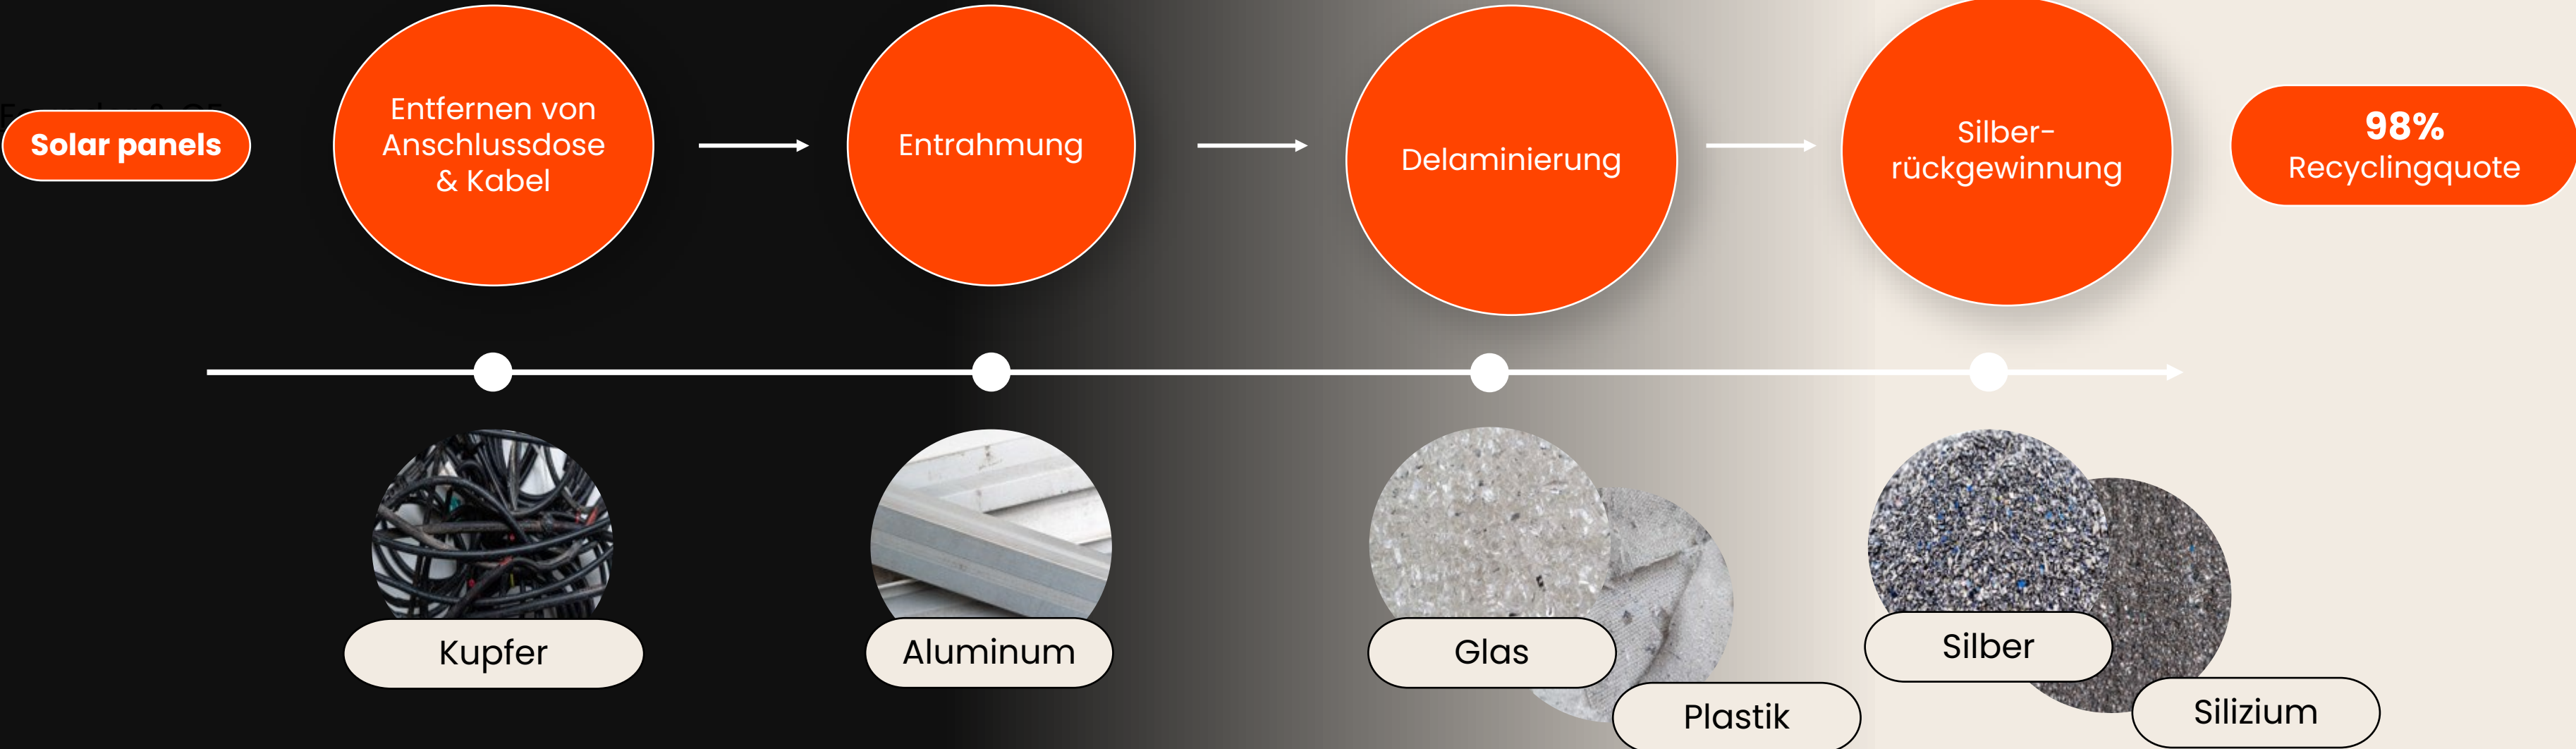 Solar panels
Entfernen von
Anschlussdose
& Kabel
Entrahmung
Delaminierung
Silber-
rückgewinnung
98%
Recyclingquote
Kupfer
Aluminum
Glas
Plastik
Silber
Silizium